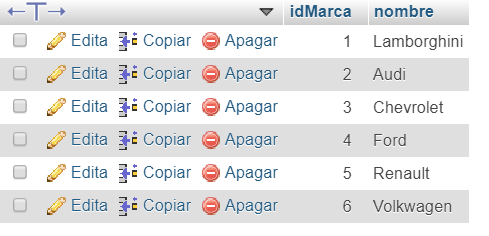 idMarca nombre
Edita Copiar Apagar 1 Lamborghini
Edita Copiar Apagar 2 Audi
Edita Copiar Apagar 3 Chevrolet
Edita Copiar Apagar 4 Ford
Edita Copiar Apagar 5 Renault
Edita Copiar Apagar 6 Volkwagen